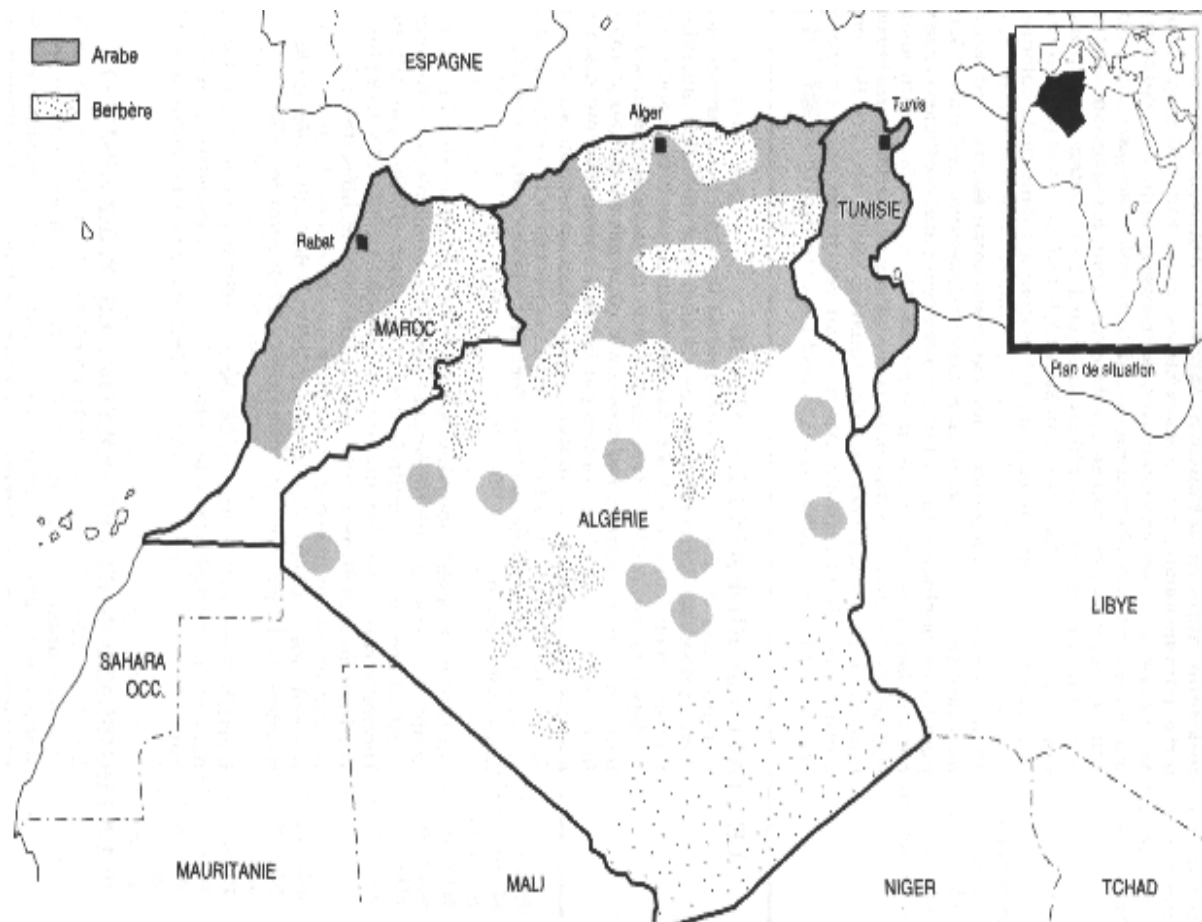 Arabe
Berbère
ESPAGNE
Alger
Tunis
TUNISIE
Rabat
MAROC
Plan de situation
ALGÉRIE
LIBYE
SAHARA
OCC.
MAURITANIE
MALI
NIGER
TCHAD